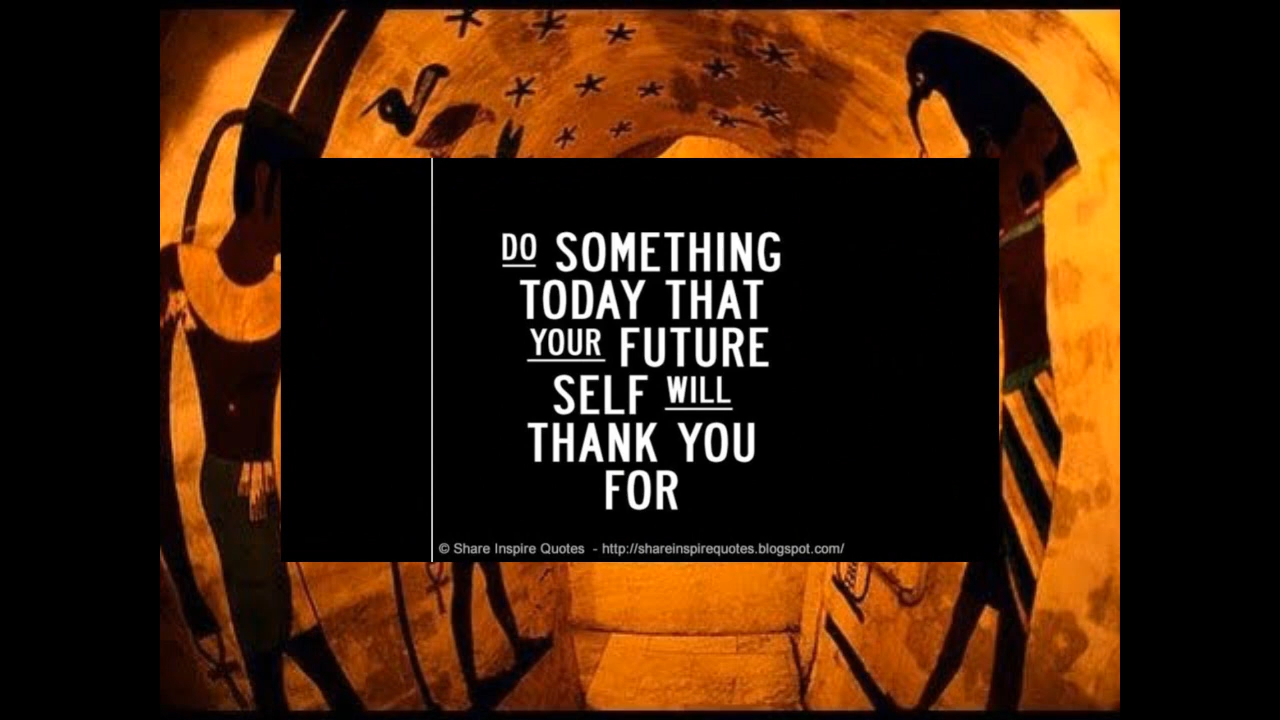 DO SOMETHING
TODAY THAT
YOUR FUTURE
SELF WILL
THANK YOU
FOR
© Share Inspire Quotes - http://shareinspirequotes.blogspot.com/